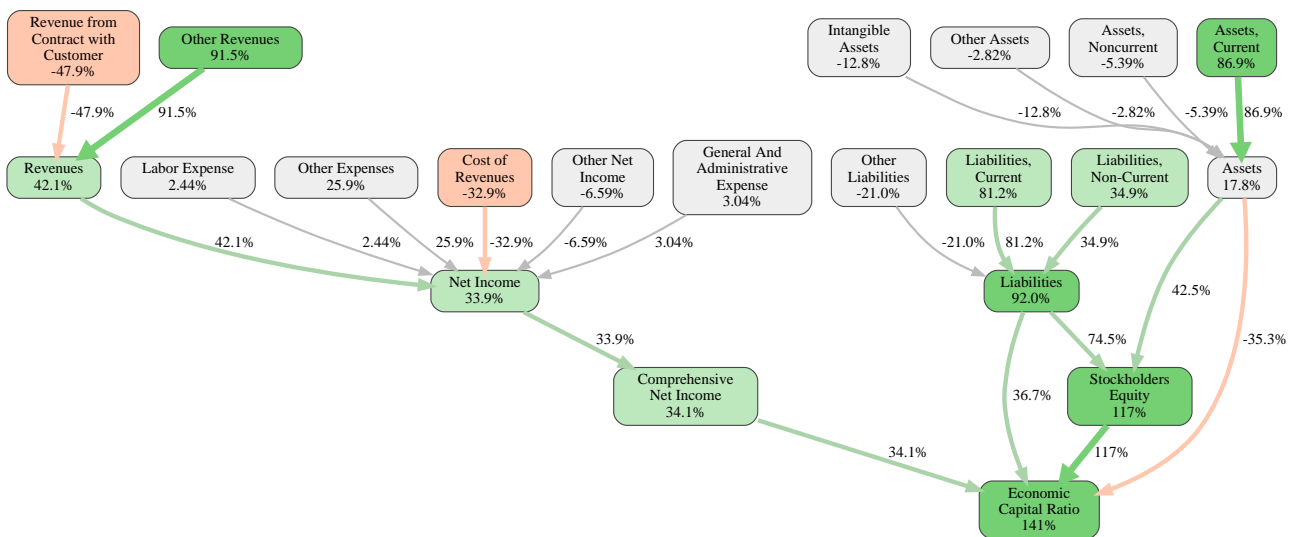 Revenue from
Contract with
Customer
-47.9%
Other Revenues
91.5%
Intangible
Assets
-12.8%
Other Assets
-2.82%
Assets,
Noncurrent
-5.39%
Assets,
Current
86.9%
-47.9%
91.5%
-12.8%
-2.82%
-5.39%
86.9%
Revenues
42.1%
Labor Expense
2.44%
Other Expenses
25.9%
Cost of
Revenues
-32.9%
Other Net
Income
-6.59%
General And
Administrative
Expense
3.04%
Other
Liabilities
-21.0%
Liabilities,
Current
81.2%
Liabilities,
Non-Current
34.9%
Assets
17.8%
42.1%
2.44%
25.9%
-32.9%
-6.59%
3.04%
-21.0%
81.2%
34.9%
Net Income
33.9%
Liabilities
92.0%
42.5%
33.9%
74.5%
-35.3%
Comprehensive
Net Income
34.1%
36.7%
Stockholders
Equity
117%
34.1%
117%
Economic
Capital Ratio
141%